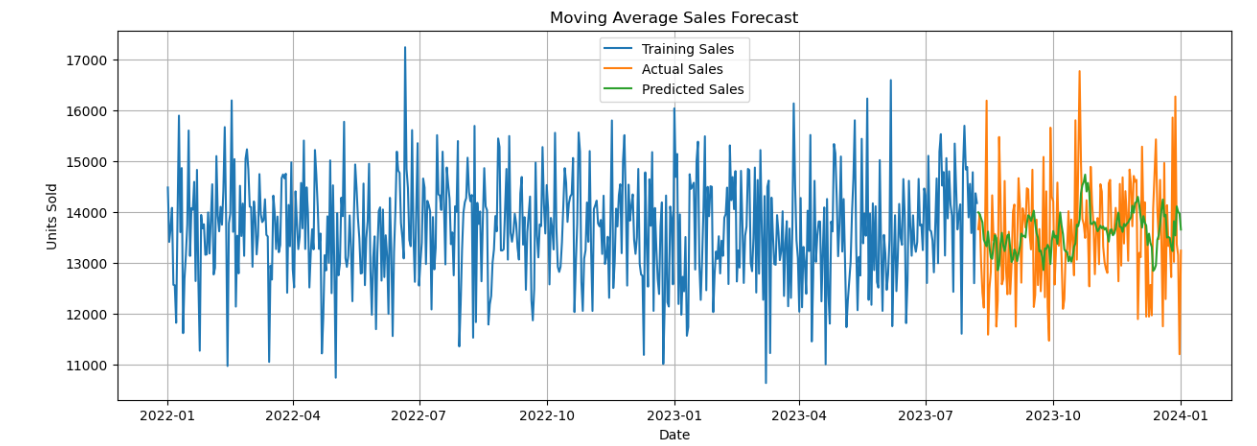 Moving Average Sales Forecast
Training Sales
Actual Sales
Predicted Sales
17000
16000
15000
14000
13000
12000
11000
Units Sold
2022-01 2022-04 2022-07 2022-10 2023-01 2023-04 2023-07 2023-10 2024-01
Date